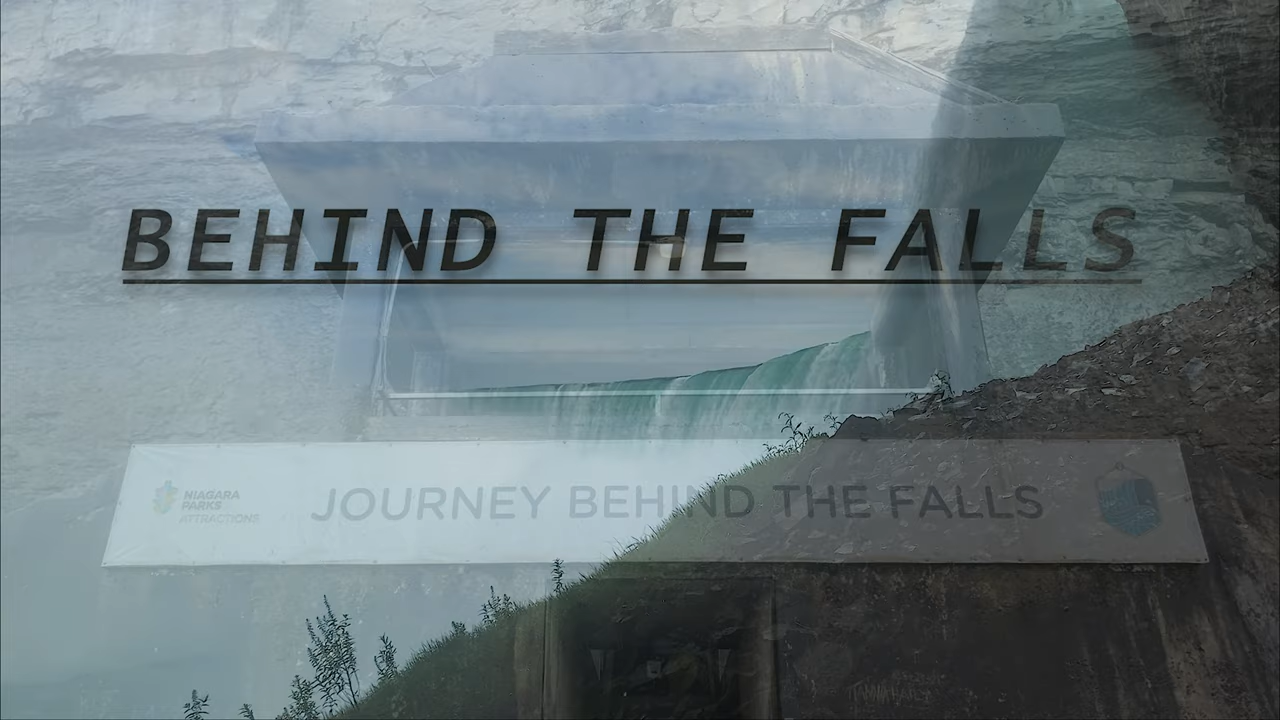 BEHIND THE FALLS
NIAGARA
PARKS
ATTRACTIONS
JOURNEY BEHIND THE FALLS